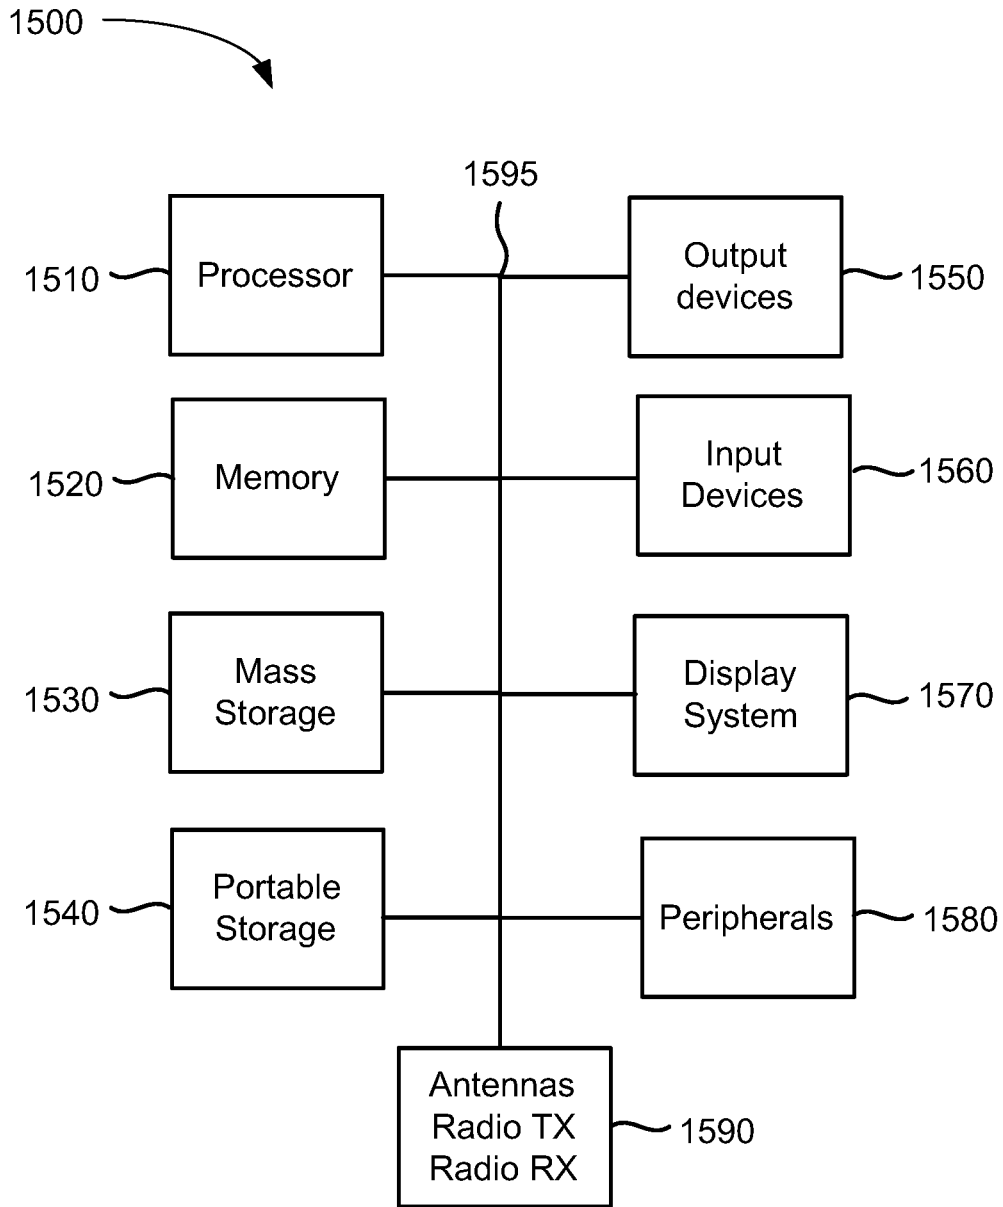 1500
1595
1510
Processor
Output
devices
1550
1520
Memory
Input
Devices
1560
1530
Mass
Storage
Display
System
1570
1540
Portable
Storage
Peripherals
1580
Antennas
Radio TX
Radio RX
1590